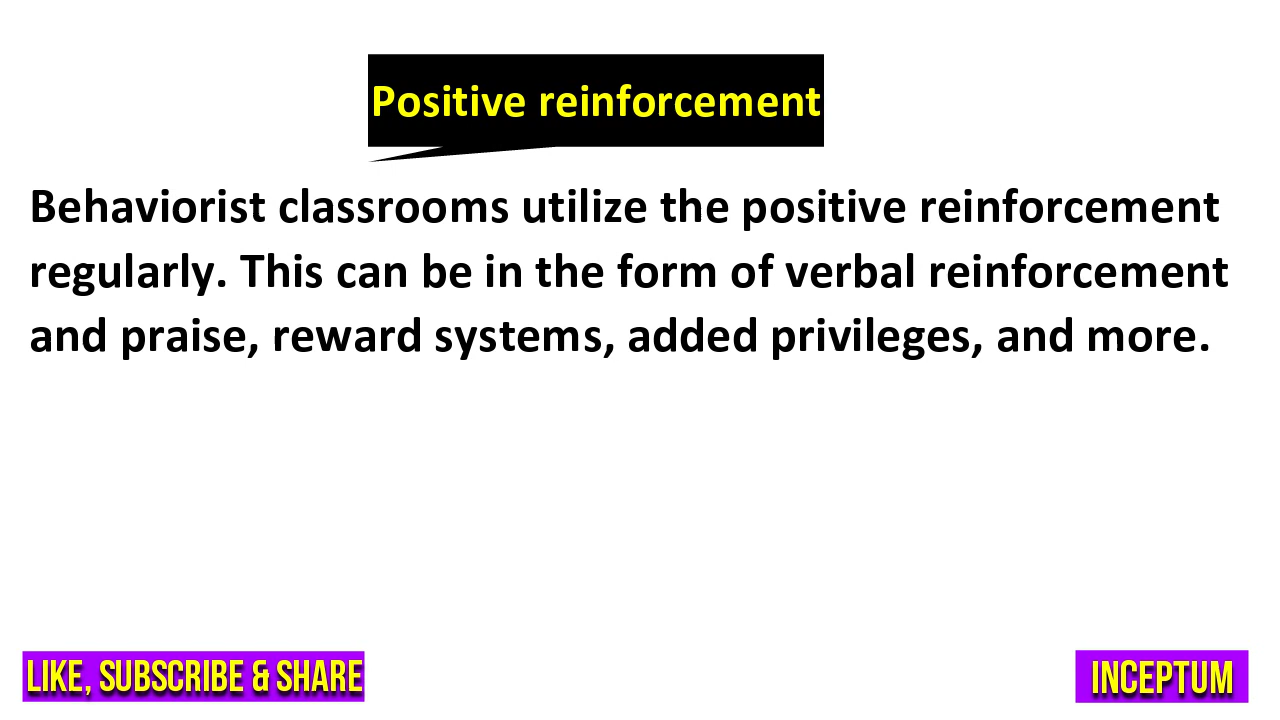 Positive reinforcement
Behaviorist classrooms utilize the positive reinforcement
regularly. This can be in the form of verbal reinforcement
and praise, reward systems, added privileges, and more.
LIKE, SUBSCRIBE & SHARE
INCEPTUM